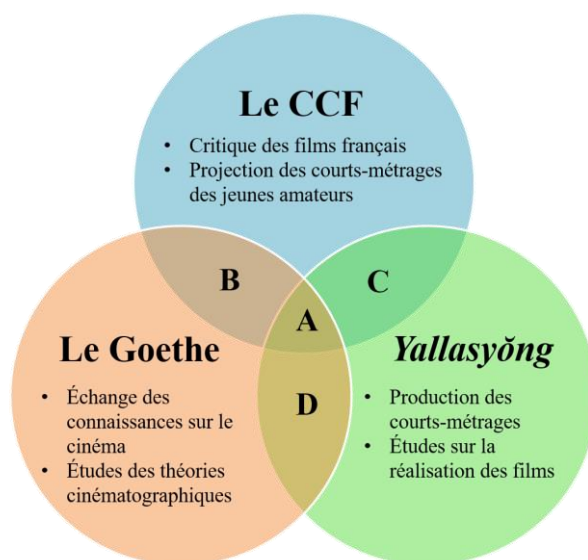 Le CCF
• Critique des films français
• Projection des courts-métrages
des jeunes amateurs
B
C
A
Le Goethe
• Échange des
connaissances sur le
cinéma
• Études des théories
cinématographiques
D
Yallasyŏng
• Production des
courts-métrages
• Études sur la
réalisation des films